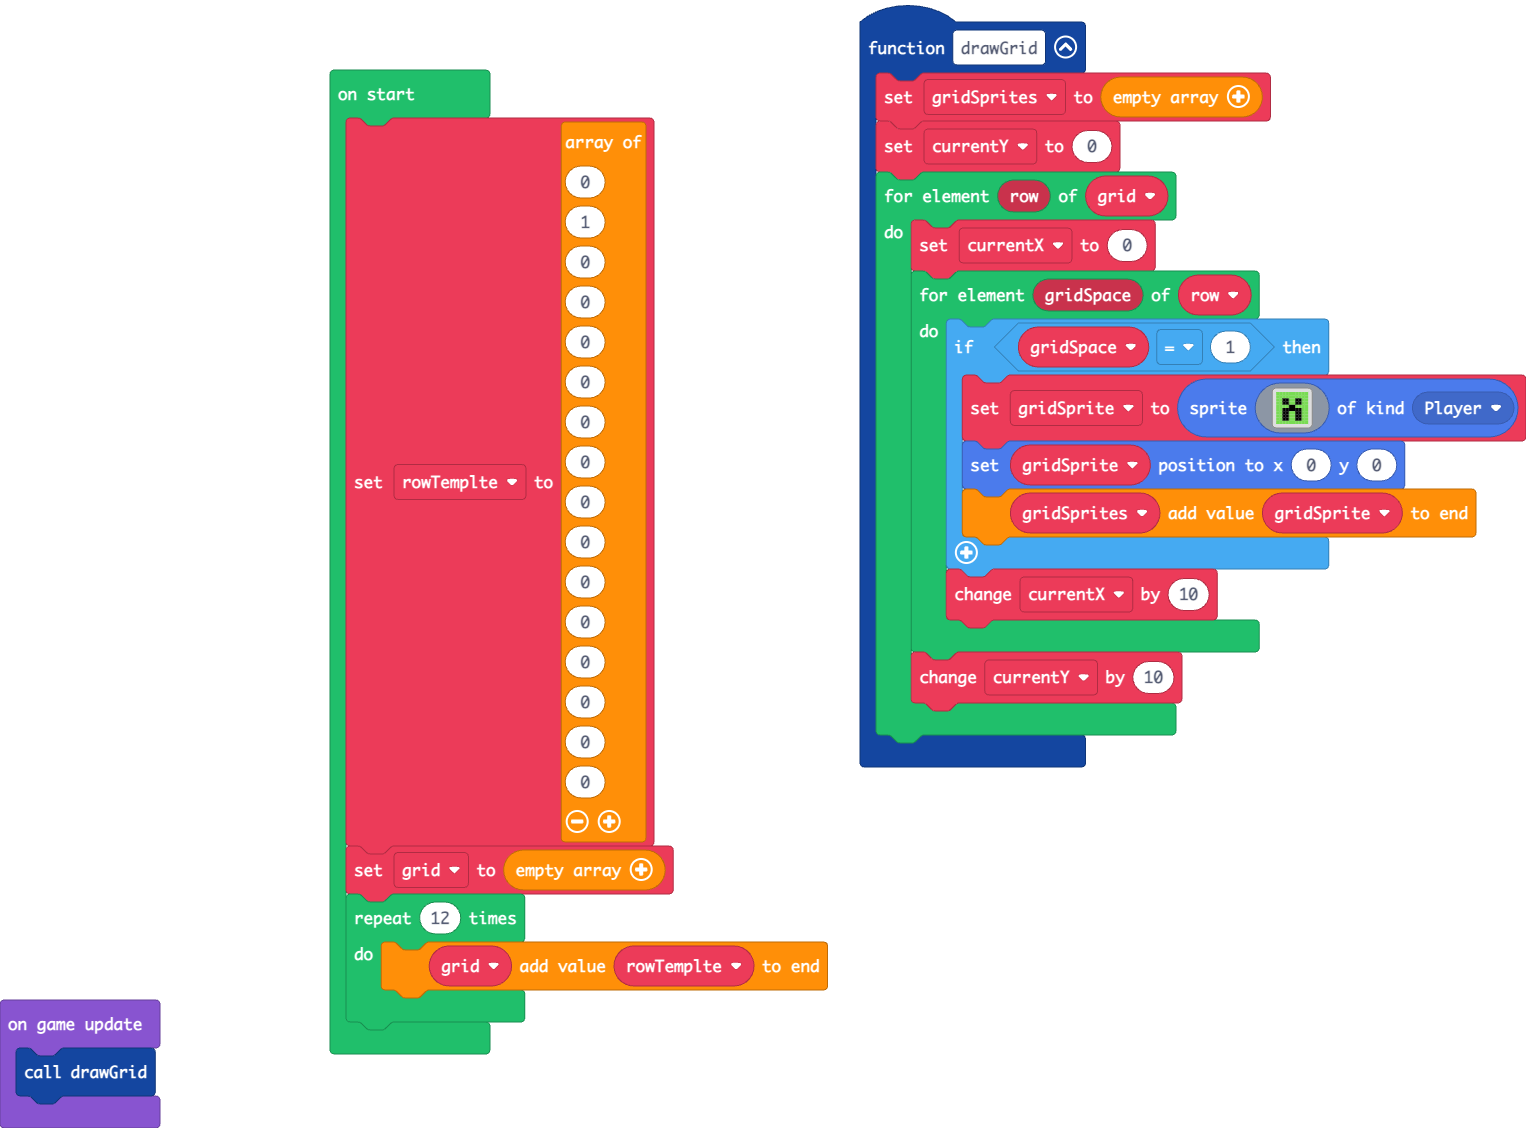 on start
set rowTemplte to array of
0
1
0
0
0
0
0
0
0
0
0
0
0
0
0
0
set grid to empty array
repeat 12 times
do
grid add value rowTemplte to end
on game update
call drawGrid
function drawGrid
set gridSprites to empty array
set currentY to 0
for element row of grid
do
set currentX to 0
for element gridSpace of row
do
if gridSpace = 1 then
set gridSprite to sprite of kind Player
set gridSprite position to x 0 y 0
gridSprites add value gridSprite to end
change currentX by 10
change currentY by 10